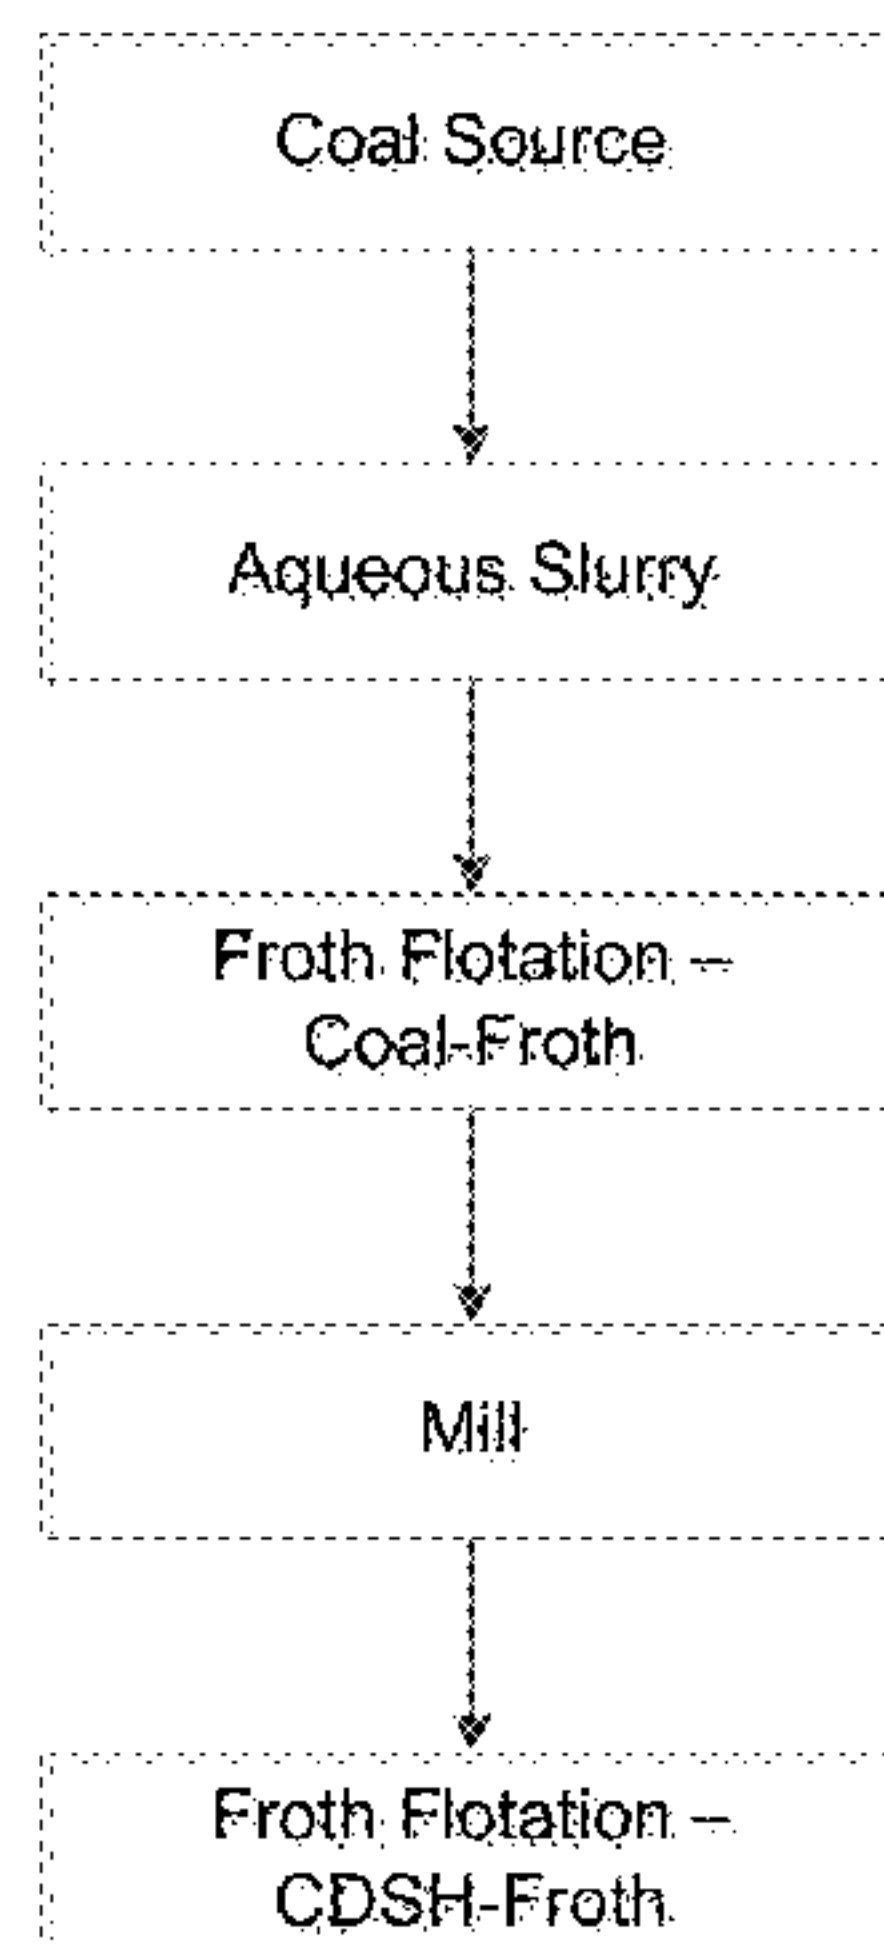 Coal Source
Aqueous Slurry
Froth Flotation –
Coal-Froth
Mill
Froth Flotation –
CDSH-Froth